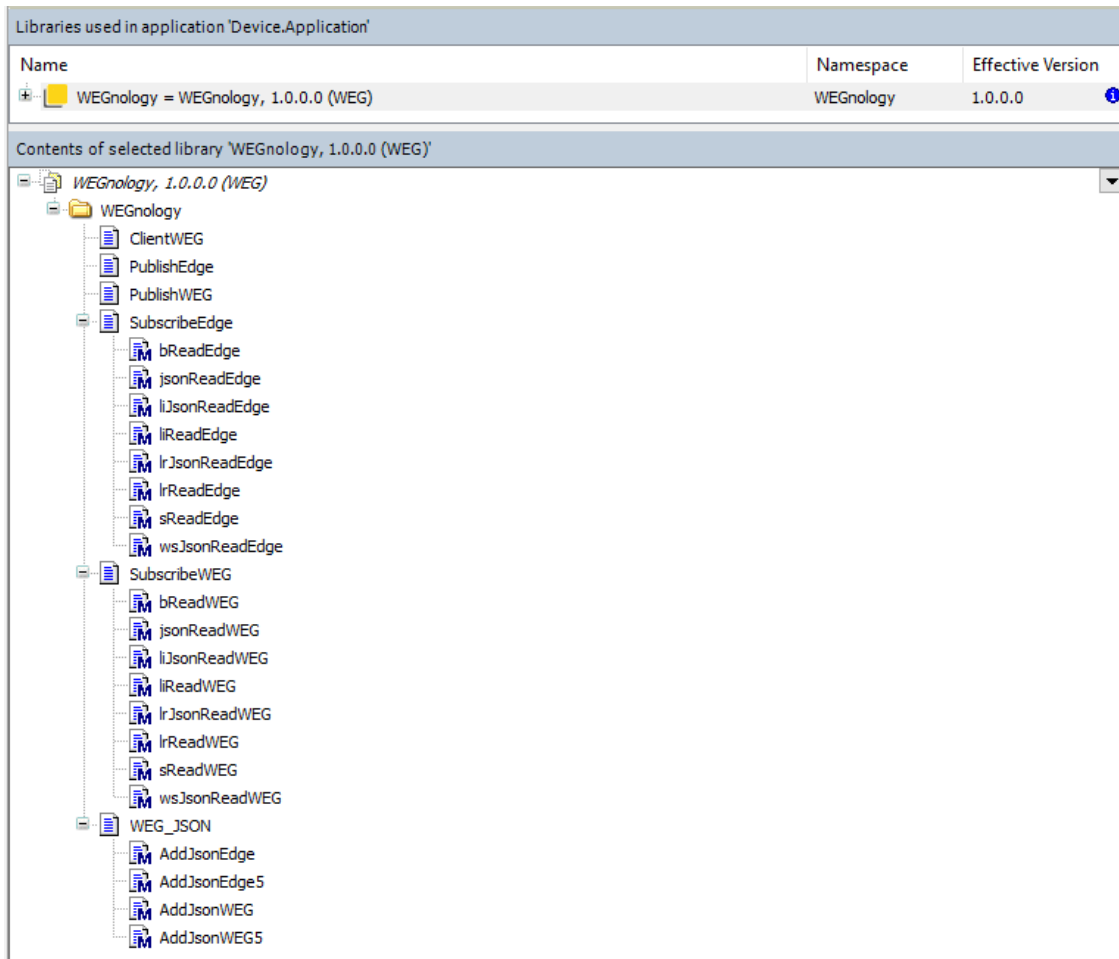 Libraries used in application 'Device.Application'
Name Namespace Effective Version
WEGnology = WEGnology, 1.0.0.0 (WEG) WEGnology 1.0.0.0
Contents of selected library 'WEGnology, 1.0.0.0 (WEG)'
WEGnology, 1.0.0.0 (WEG)
WEGnology
ClientWEG
PublishEdge
PublishWEG
SubscribeEdge
bReadEdge
jsonReadEdge
liJsonReadEdge
liReadEdge
lrJsonReadEdge
lrReadEdge
sReadEdge
wsJsonReadEdge
SubscribeWEG
bReadWEG
jsonReadWEG
liJsonReadWEG
liReadWEG
lrJsonReadWEG
lrReadWEG
sReadWEG
wsJsonReadWEG
WEG_JSON
AddJsonEdge
AddJsonEdge5
AddJsonWEG
AddJsonWEG5